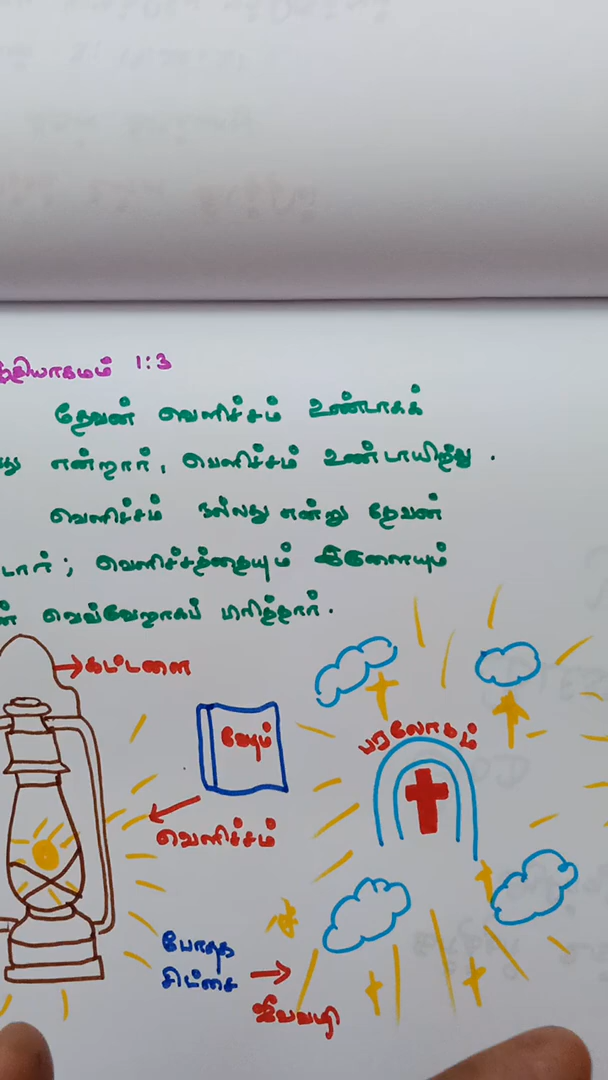 த்தியாகமம் 1:3
தேவன் வெளிச்சம் உண்டாகக்
து என்றார், வெளிச்சம் உண்டாயிற்று.
வெளிச்சம் நல்லது என்று தேவன்
டார்; வெளிச்சத்தையும் இருளையும்
ன் வெவ்வேறாகப் பிரித்தார்.
கட்டளை
வேதம்
பரலோகம்
வெளிச்சம்
போதக
சிட்சை
ஜீவவழி